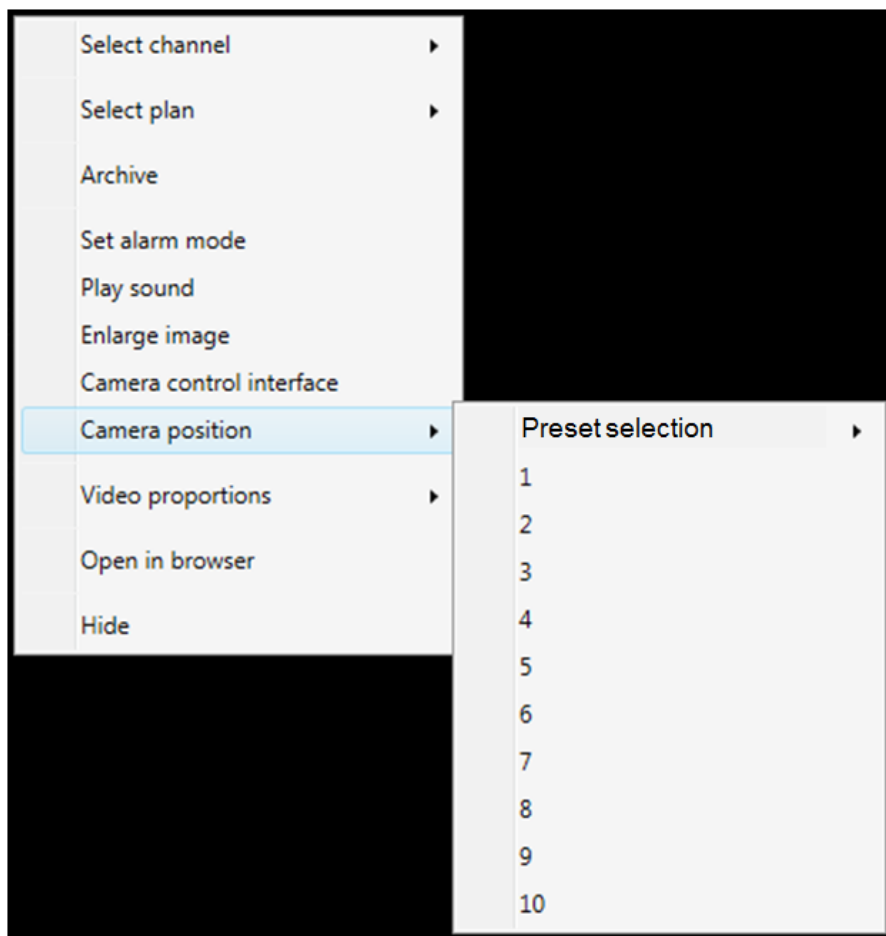 Select channel
Select plan
Archive
Set alarm mode
Play sound
Enlarge image
Camera control interface
Camera position
Video proportions
Open in browser
Hide
Preset selection
1
2
3
4
5
6
7
8
9
10